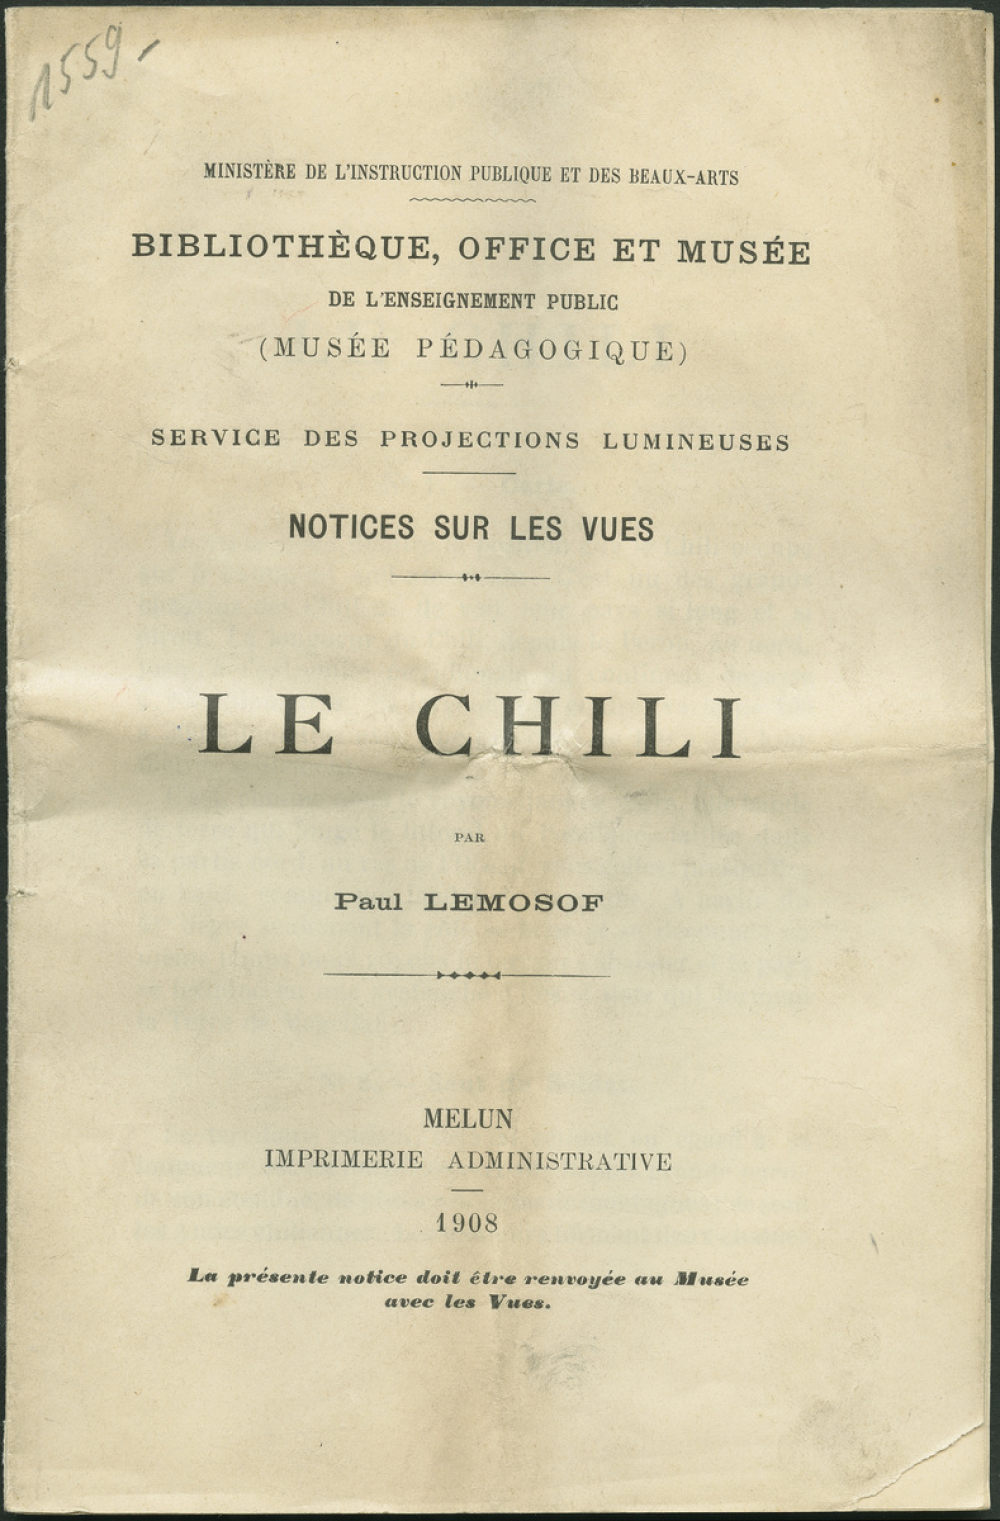 1559-
MINISTÈRE DE L'INSTRUCTION PUBLIQUE ET DES BEAUX-ARTS
BIBLIOTHÈQUE, OFFICE ET MUSÉE
DE L'ENSEIGNEMENT PUBLIC
(MUSÉE PÉDAGOGIQUE)
SERVICE DES PROJECTIONS LUMINEUSES
NOTICES SUR LES VUES
LE CHILI
PAR
Paul LEMOSOF
MELUN
IMPRIMERIE ADMINISTRATIVE
1908
La présente notice doit être renvoyée au Musée
avec les Vues.